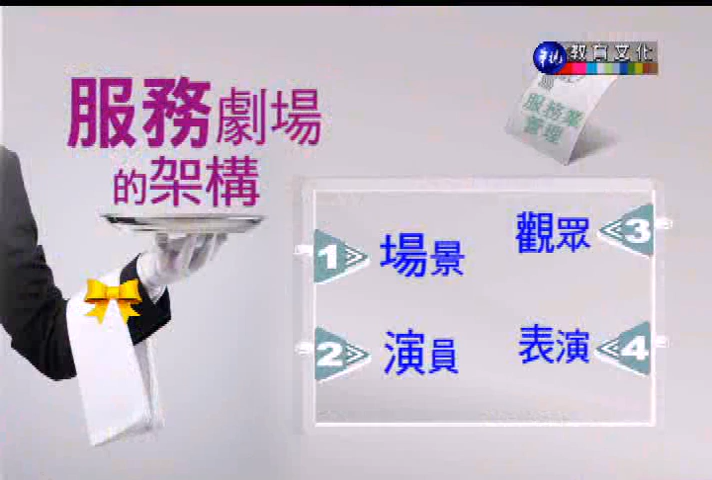 教育文化
服務業
管理
服務劇場
的架構
1 場景
觀眾 3
2 演員
表演 4